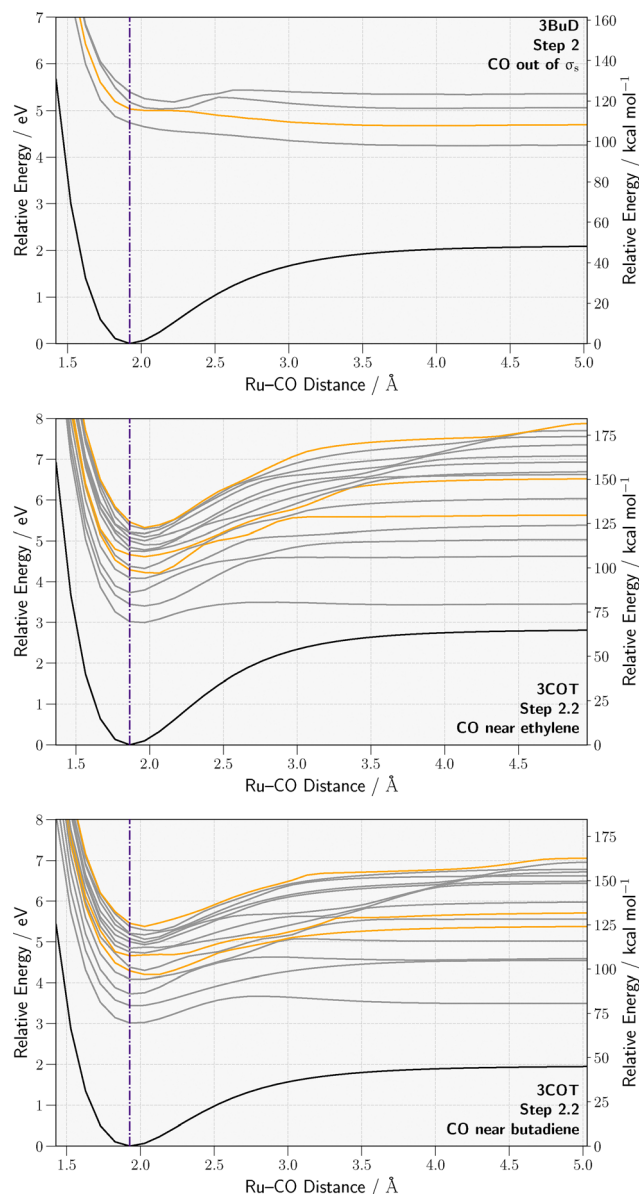 7
6
5
4
3
2
1
0
Relative Energy / eV
3BuD
Step 2
CO out of σs
160
140
120
100
80
60
40
20
0
Relative Energy / kcal mol−1
1.5 2.0 2.5 3.0 3.5 4.0 4.5 5.0
Ru–CO Distance / Å
8
7
6
5
4
3
2
1
0
Relative Energy / eV
3COT
Step 2.2
CO near ethylene
175
150
125
100
75
50
25
0
Relative Energy / kcal mol−1
1.5 2.0 2.5 3.0 3.5 4.0 4.5
Ru–CO Distance / Å
8
7
6
5
4
3
2
1
0
Relative Energy / eV
3COT
Step 2.2
CO near butadiene
175
150
125
100
75
50
25
0
Relative Energy / kcal mol−1
1.5 2.0 2.5 3.0 3.5 4.0 4.5 5.0
Ru–CO Distance / Å